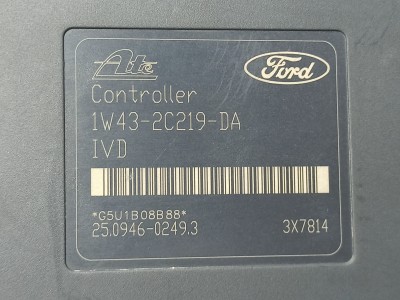 Ate Ford
Controller
1W43-2C219-DA
IVD
*G5U1B08B88*
25.0946-0249.3 3X7814